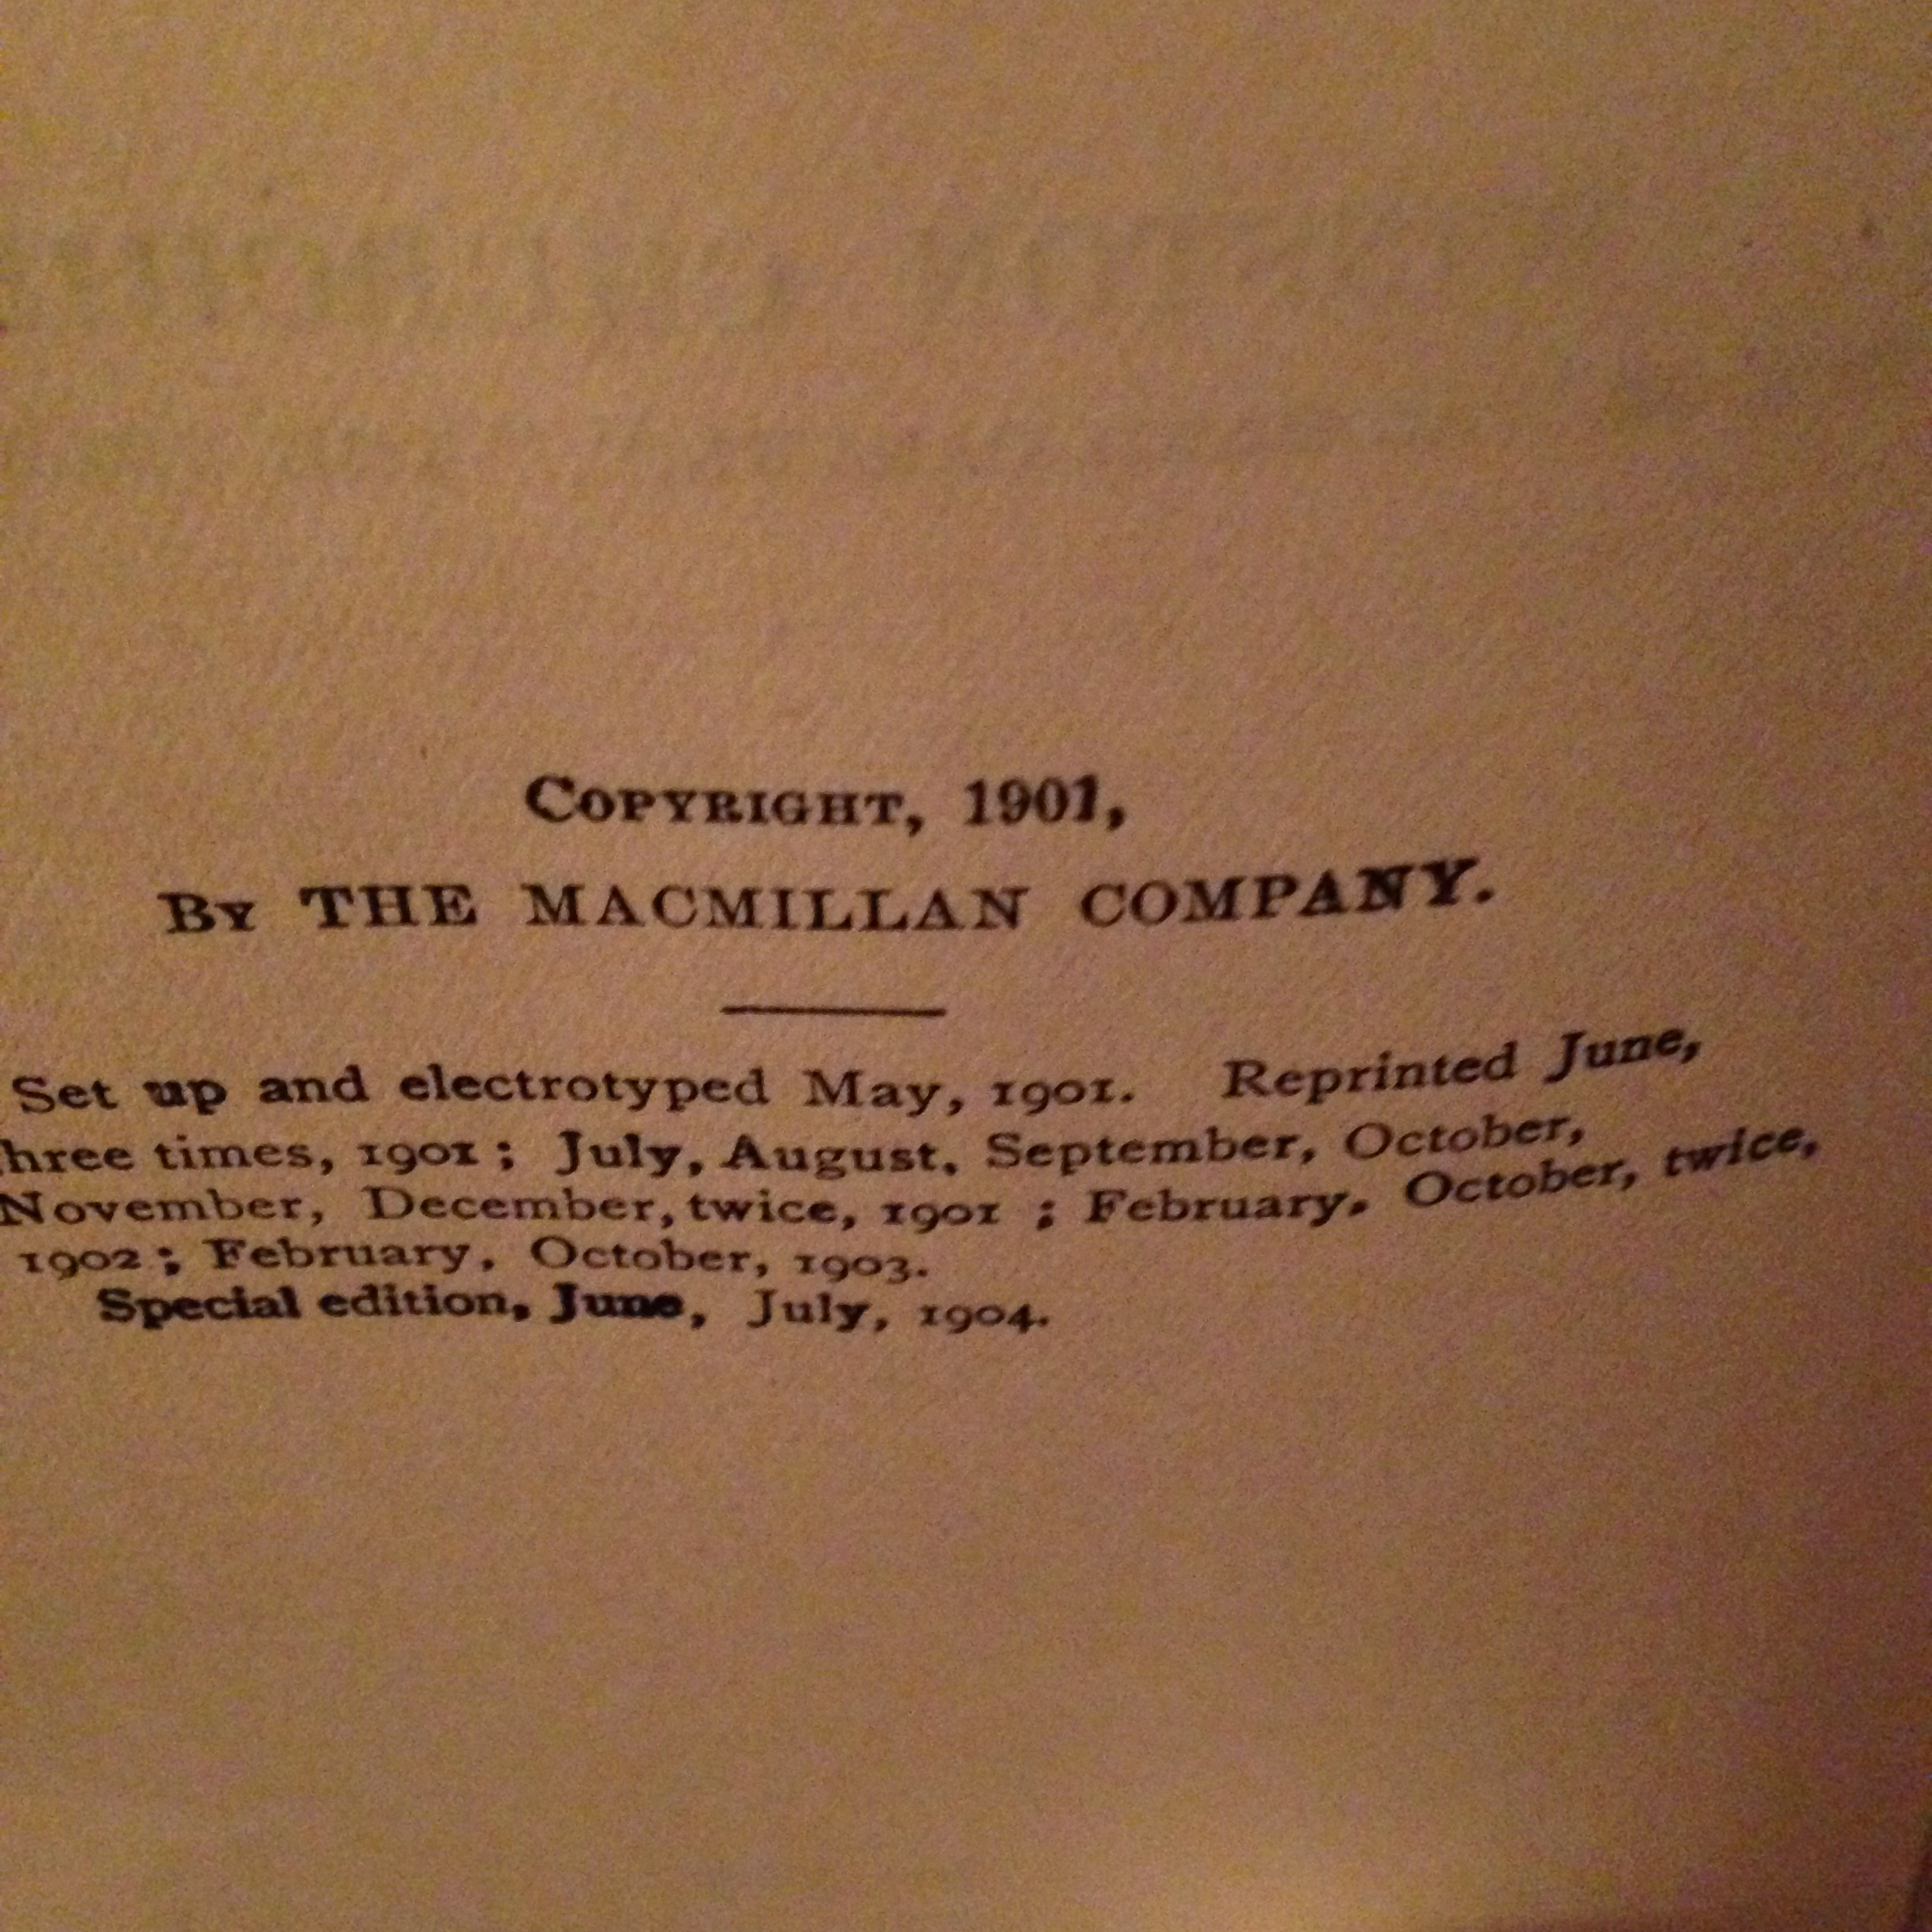 COPYRIGHT, 1901,
BY THE MACMILLAN COMPANY.
Set up and electrotyped May, 1901. Reprinted June,
hree times, 1901; July, August, September, October,
November, December, twice, 1901; February, October, twice,
1902; February, October, 1903.
Special edition, June, July, 1904.